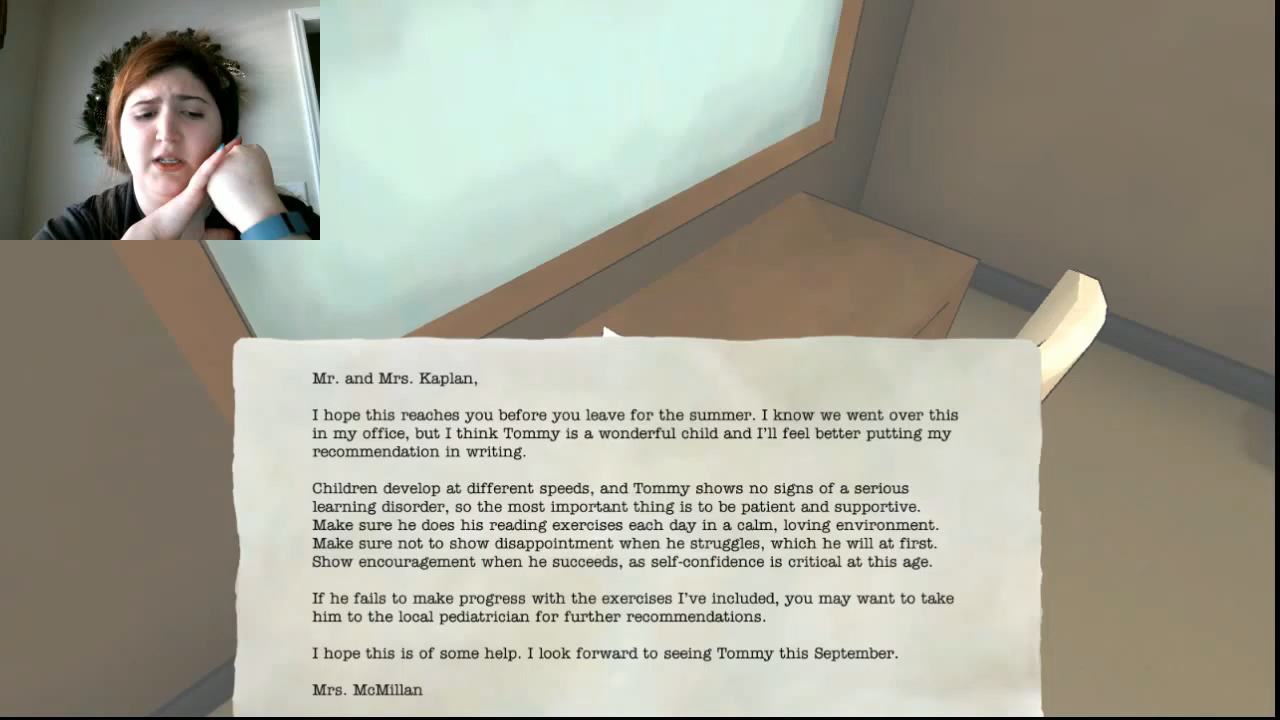 Mr. and Mrs. Kaplan,
I hope this reaches you before you leave for the summer. I know we went over this
in my office, but I think Tommy is a wonderful child and I'll feel better putting my
recommendation in writing.
Children develop at different speeds, and Tommy shows no signs of a serious
learning disorder, so the most important thing is to be patient and supportive.
Make sure he does his reading exercises each day in a calm, loving environment.
Make sure not to show disappointment when he struggles, which he will at first.
Show encouragement when he succeeds, as self-confidence is critical at this age.
If he fails to make progress with the exercises I've included, you may want to take
him to the local pediatrician for further recommendations.
I hope this is of some help. I look forward to seeing Tommy this September.
Mrs. McMillan